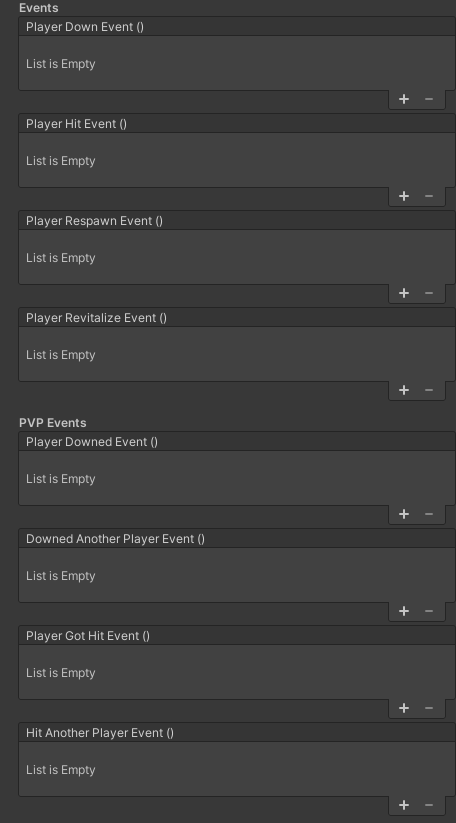 Events
Player Down Event ()
List is Empty
+ −
Player Hit Event ()
List is Empty
+ −
Player Respawn Event ()
List is Empty
+ −
Player Revitalize Event ()
List is Empty
+ −
PVP Events
Player Downed Event ()
List is Empty
+ −
Downed Another Player Event ()
List is Empty
+ −
Player Got Hit Event ()
List is Empty
+ −
Hit Another Player Event ()
List is Empty
+ −